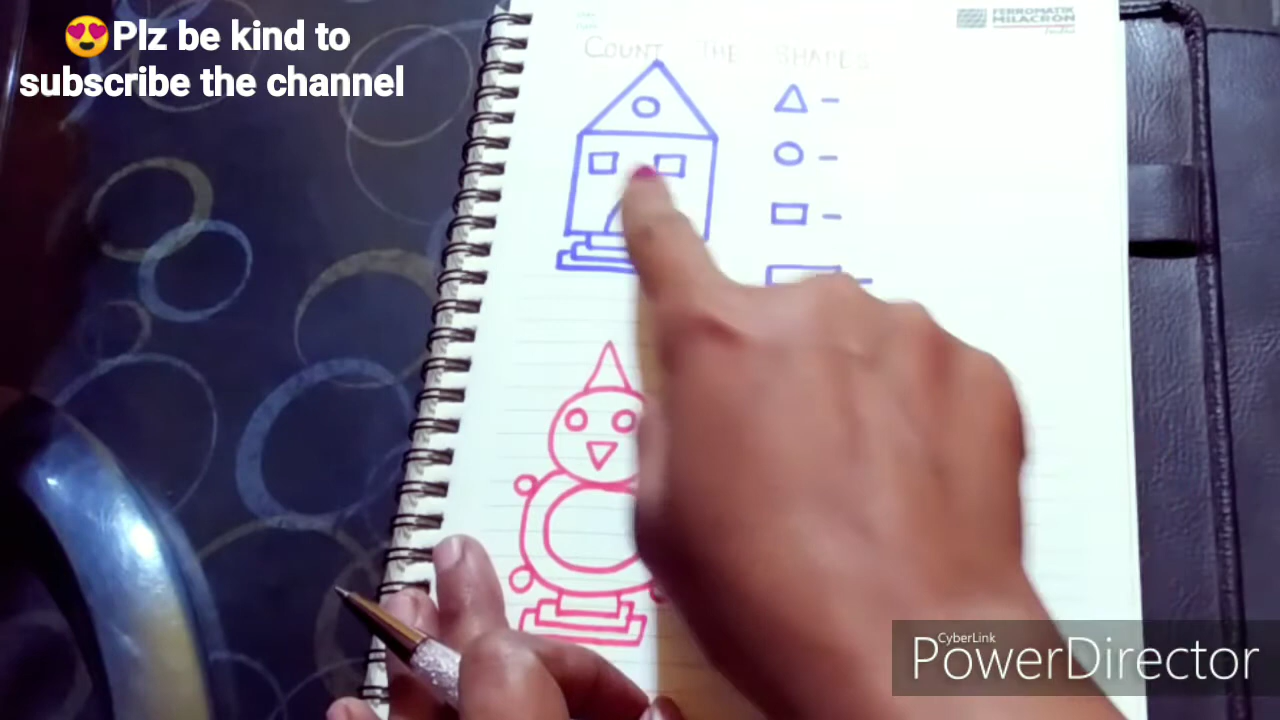 😍Plz be kind to
subscribe the channel
FERROMATIK
MILACRON
COUNT THE SHAPES
CyberLink
PowerDirector